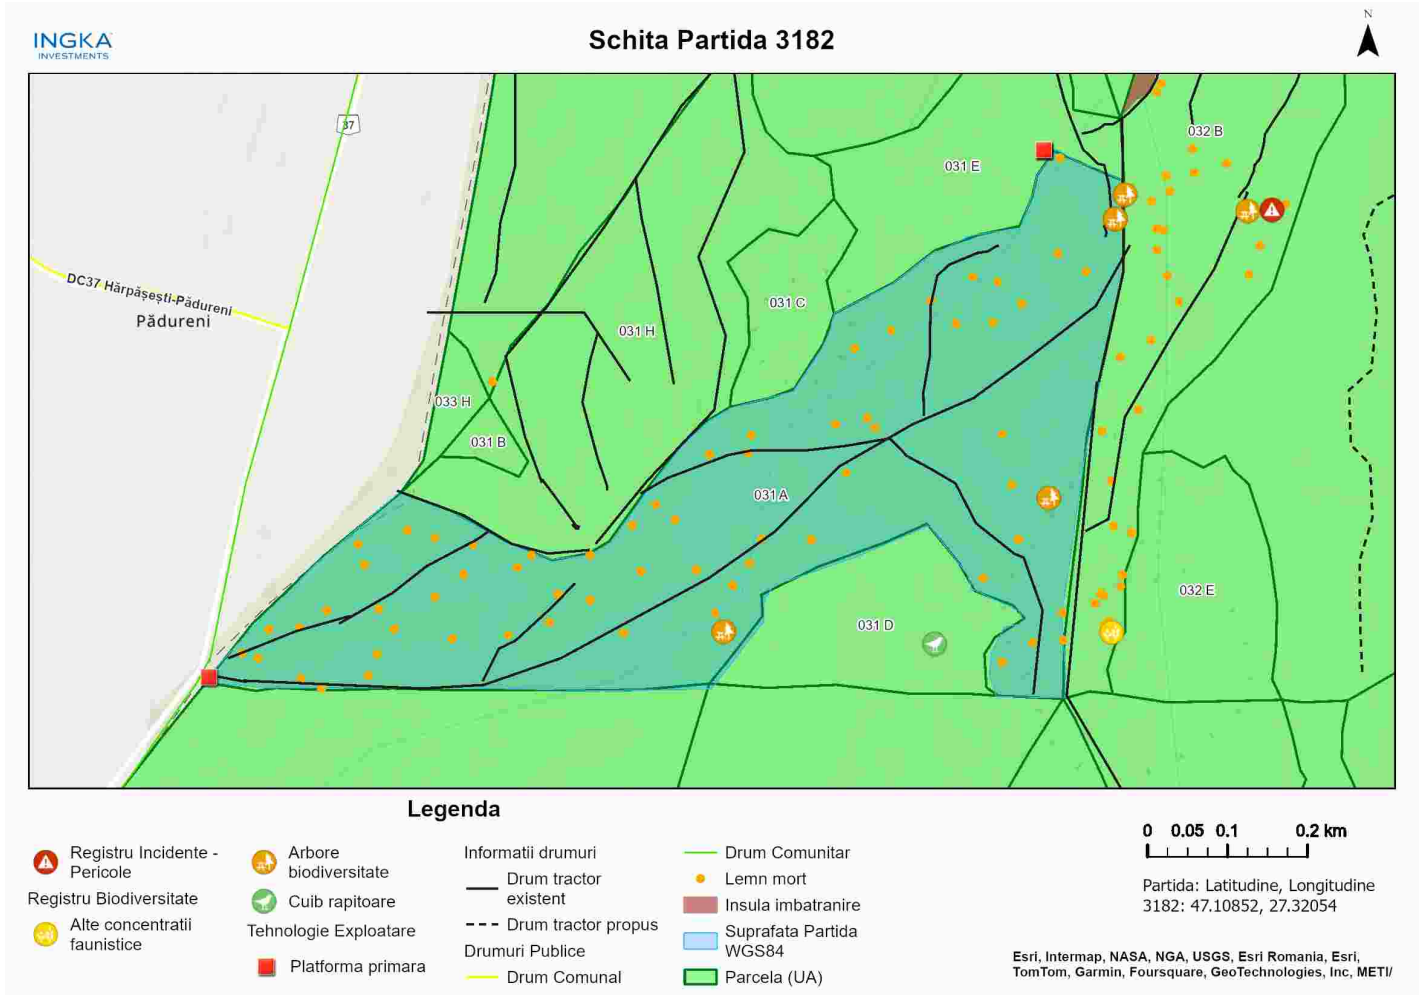 INGKA
INVESTMENTS
Schita Partida 3182
N
37
032 B
031 E
DC37 Hărpășești-Pădureni
Pădureni
031 C
031 H
033 H
031 B
031 A
032 E
031 D
Legenda
Registru Incidente -
Pericole
Registru Biodiversitate
Alte concentratii
faunistice
Arbore
biodiversitate
Cuib rapitoare
Tehnologie Exploatare
Platforma primara
Informatii drumuri
Drum tractor
existent
Drum tractor propus
Drumuri Publice
Drum Comunal
Drum Comunitar
Lemn mort
Insula imbatranire
Suprafata Partida
WGS84
Parcela (UA)
0 0.05 0.1 0.2 km
Partida: Latitudine, Longitudine
3182: 47.10852, 27.32054
Esri, Intermap, NASA, NGA, USGS, Esri Romania, Esri,
TomTom, Garmin, Foursquare, GeoTechnologies, Inc, METI/